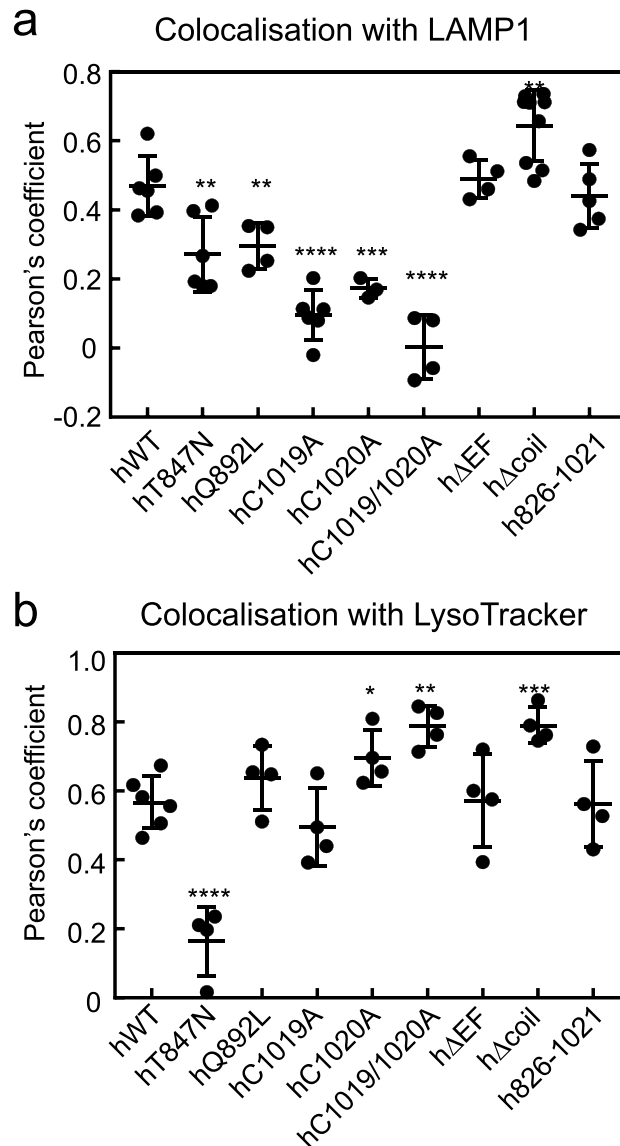 a
Colocalisation with LAMP1
Pearson's coefficient
0.8
0.6
0.4
0.2
0
-0.2
**
**
****
***
****
**
hWT
hT847N
hQ892L
hC1019A
hC1020A
hC1019/1020A
hΔEF
hΔcoil
h826-1021
b
Colocalisation with LysoTracker
Pearson's coefficient
1.0
0.8
0.6
0.4
0.2
0
****
*
**
***
hWT
hT847N
hQ892L
hC1019A
hC1020A
hC1019/1020A
hΔEF
hΔcoil
h826-1021